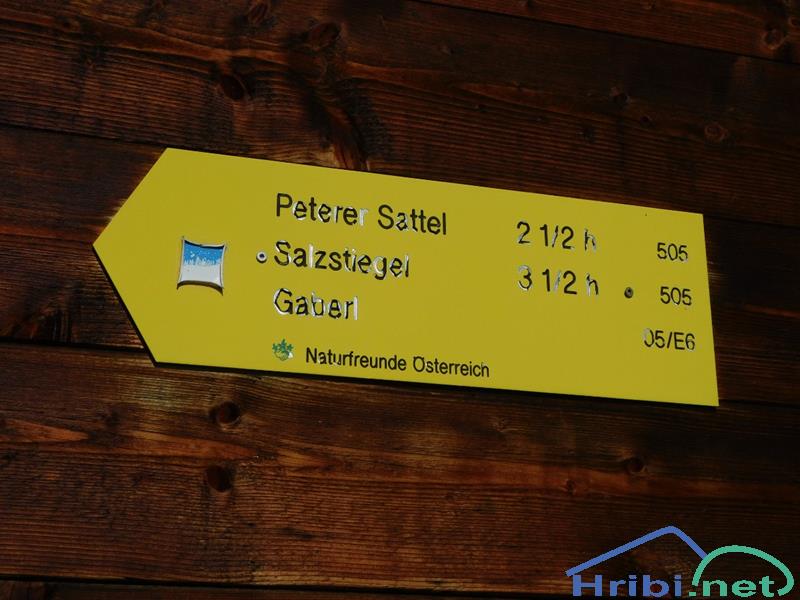 Peterer Sattel 2 1/2 h 505
Salzstiegel 3 1/2 h 505
Gaberl 05/E6
Naturfreunde Österreich
Hribi.net